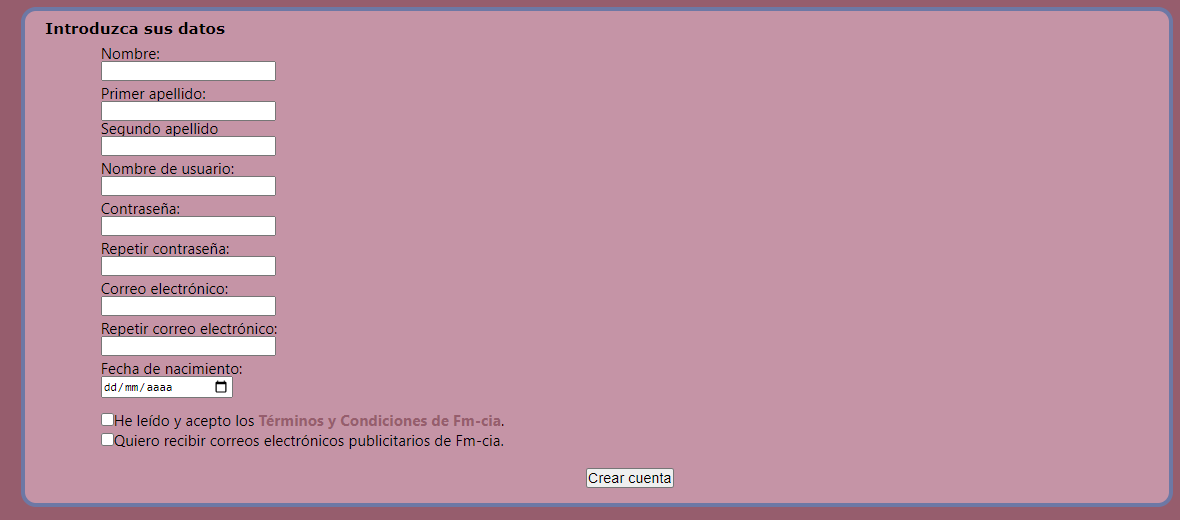 Introduzca sus datos
Nombre:
Primer apellido:
Segundo apellido
Nombre de usuario:
Contraseña:
Repetir contraseña:
Correo electrónico:
Repetir correo electrónico:
Fecha de nacimiento:
dd/mm/aaaa
He leído y acepto los Términos y Condiciones de Fm-cia.
Quiero recibir correos electrónicos publicitarios de Fm-cia.
Crear cuenta